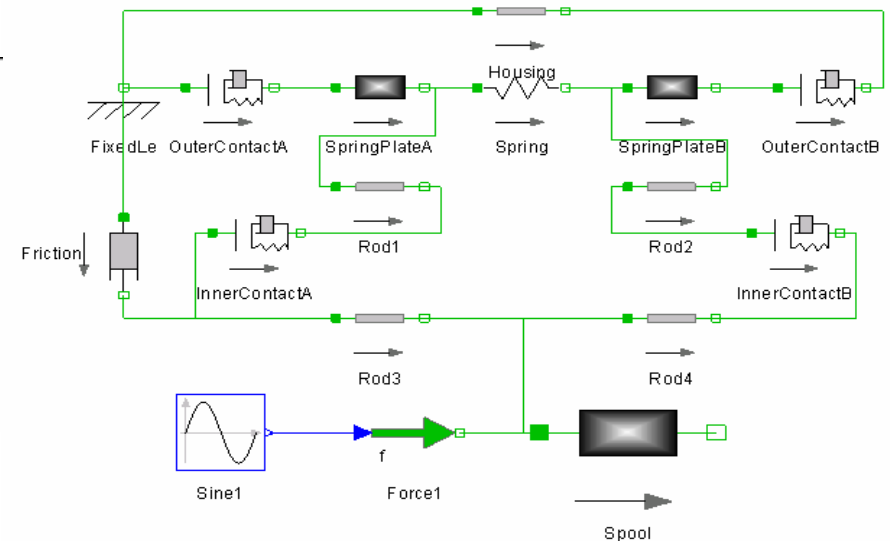 Housing
FixedLe OuterContactA SpringPlateA Spring SpringPlateB OuterContactB
Friction Rod1 Rod2
InnerContactA InnerContactB
Rod3 Rod4
f
Sine1 Force1
Spool